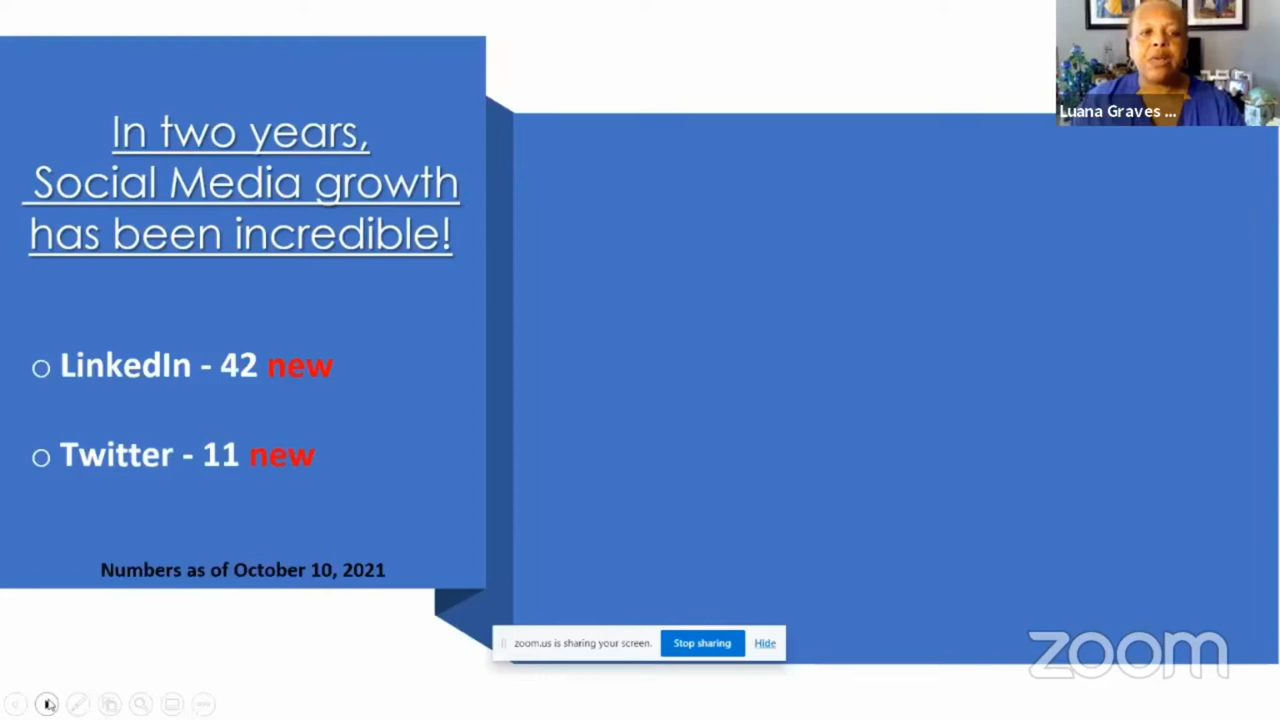 In two years,
Social Media growth
has been incredible!
LinkedIn - 42 new
Twitter - 11 new
Numbers as of October 10, 2021
Luana Graves ...
zoom.us is sharing your screen. Stop sharing Hide
zoom